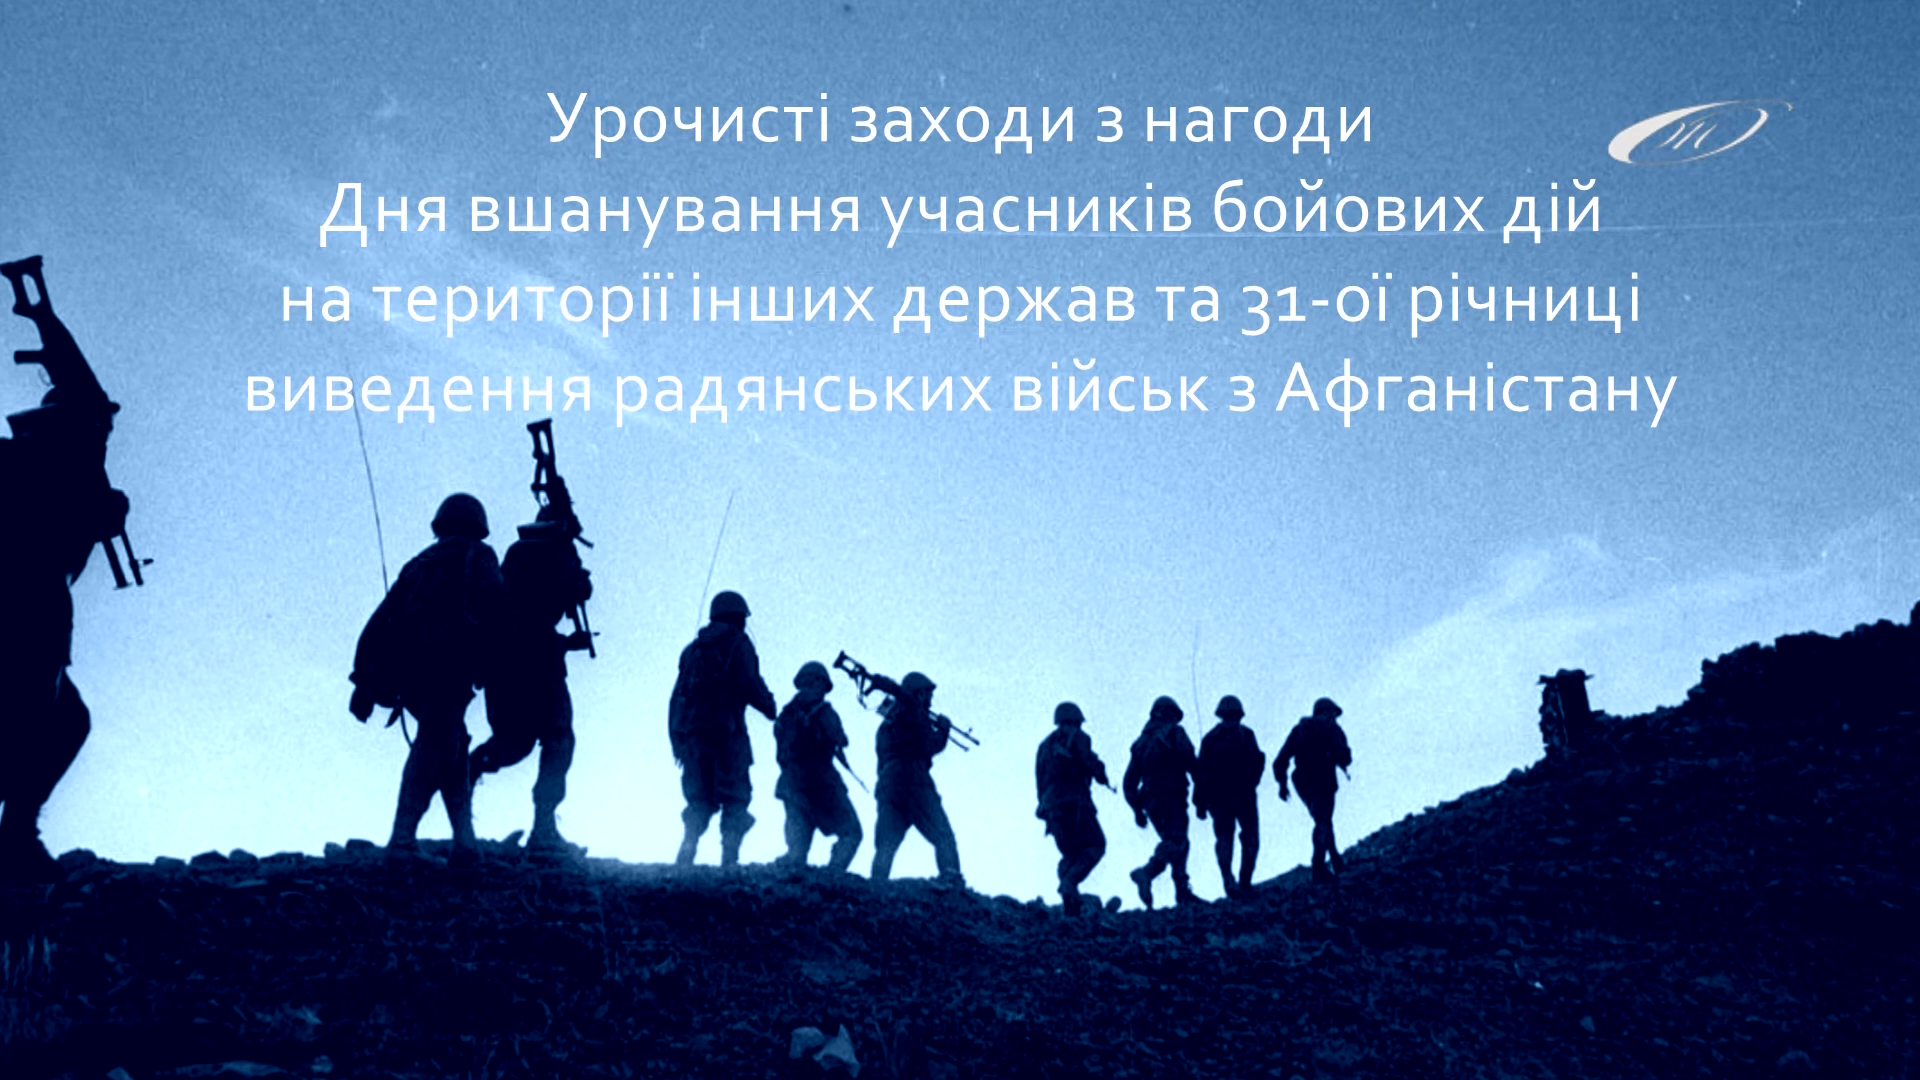 Урочисті заходи з нагоди
Дня вшанування учасників бойових дій
на території інших держав та 31-ої річниці
виведення радянських військ з Афганістану